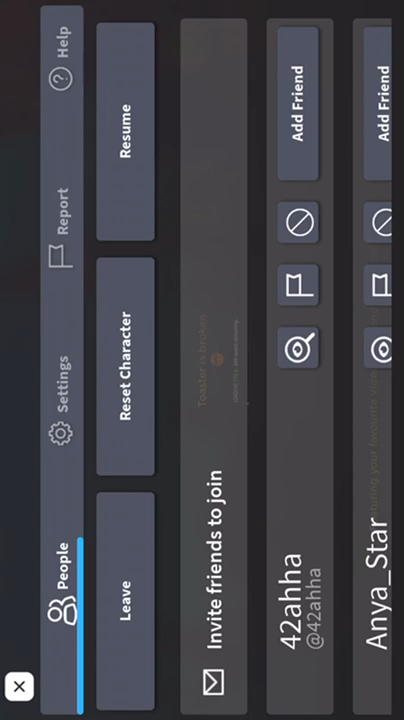 People
Settings
Report
Help
Leave
Reset Character
Resume
Invite friends to join
Toaster is broken
42ahha
@42ahha
Add Friend
Anya_Star
Add Friend